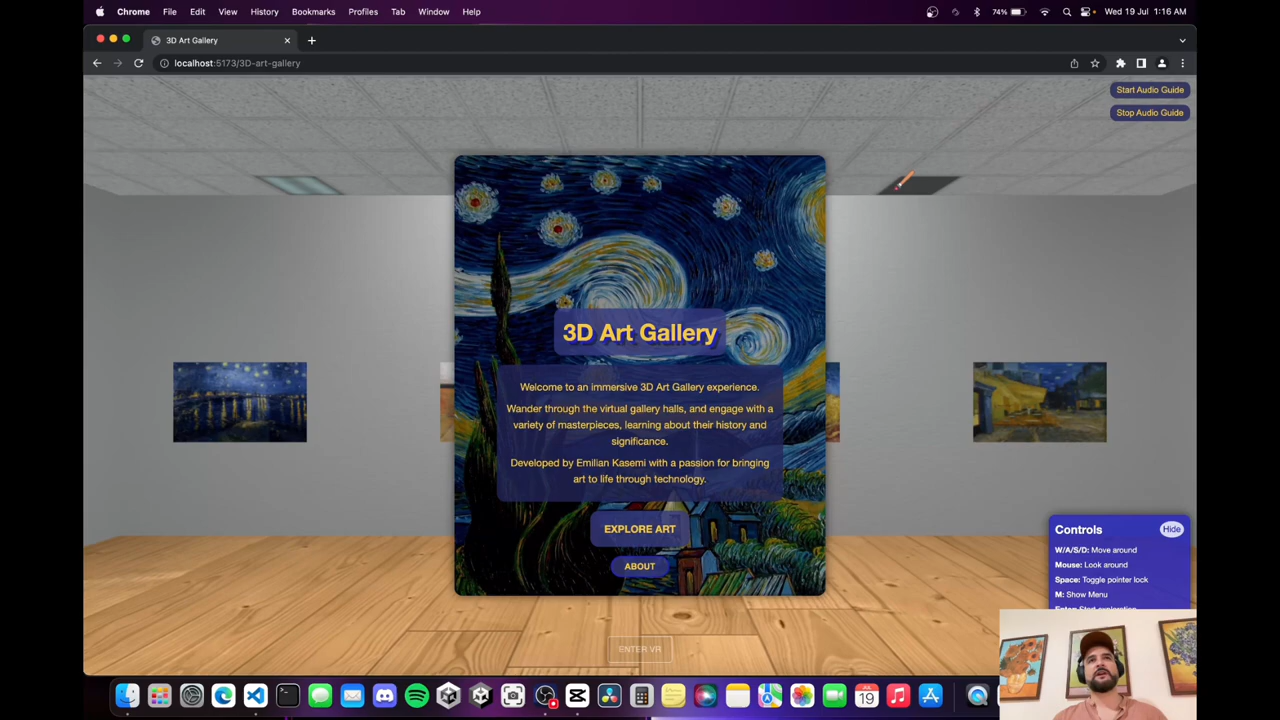 Chrome File Edit View History Bookmarks Profiles Tab Window Help 74% Wed 19 Jul 1:16 AM
3D Art Gallery
localhost:5173/3D-art-gallery
Start Audio Guide
Stop Audio Guide
3D Art Gallery
Welcome to an immersive 3D Art Gallery experience.
Wander through the virtual gallery halls, and engage with a
variety of masterpieces, learning about their history and
significance.
Developed by Emilian Kasemi with a passion for bringing
art to life through technology.
EXPLORE ART
ABOUT
ENTER VR
Controls Hide
W/A/S/D: Move around
Mouse: Look around
Space: Toggle pointer lock
M: Show Menu
Enter: Start exploration
JUL
19